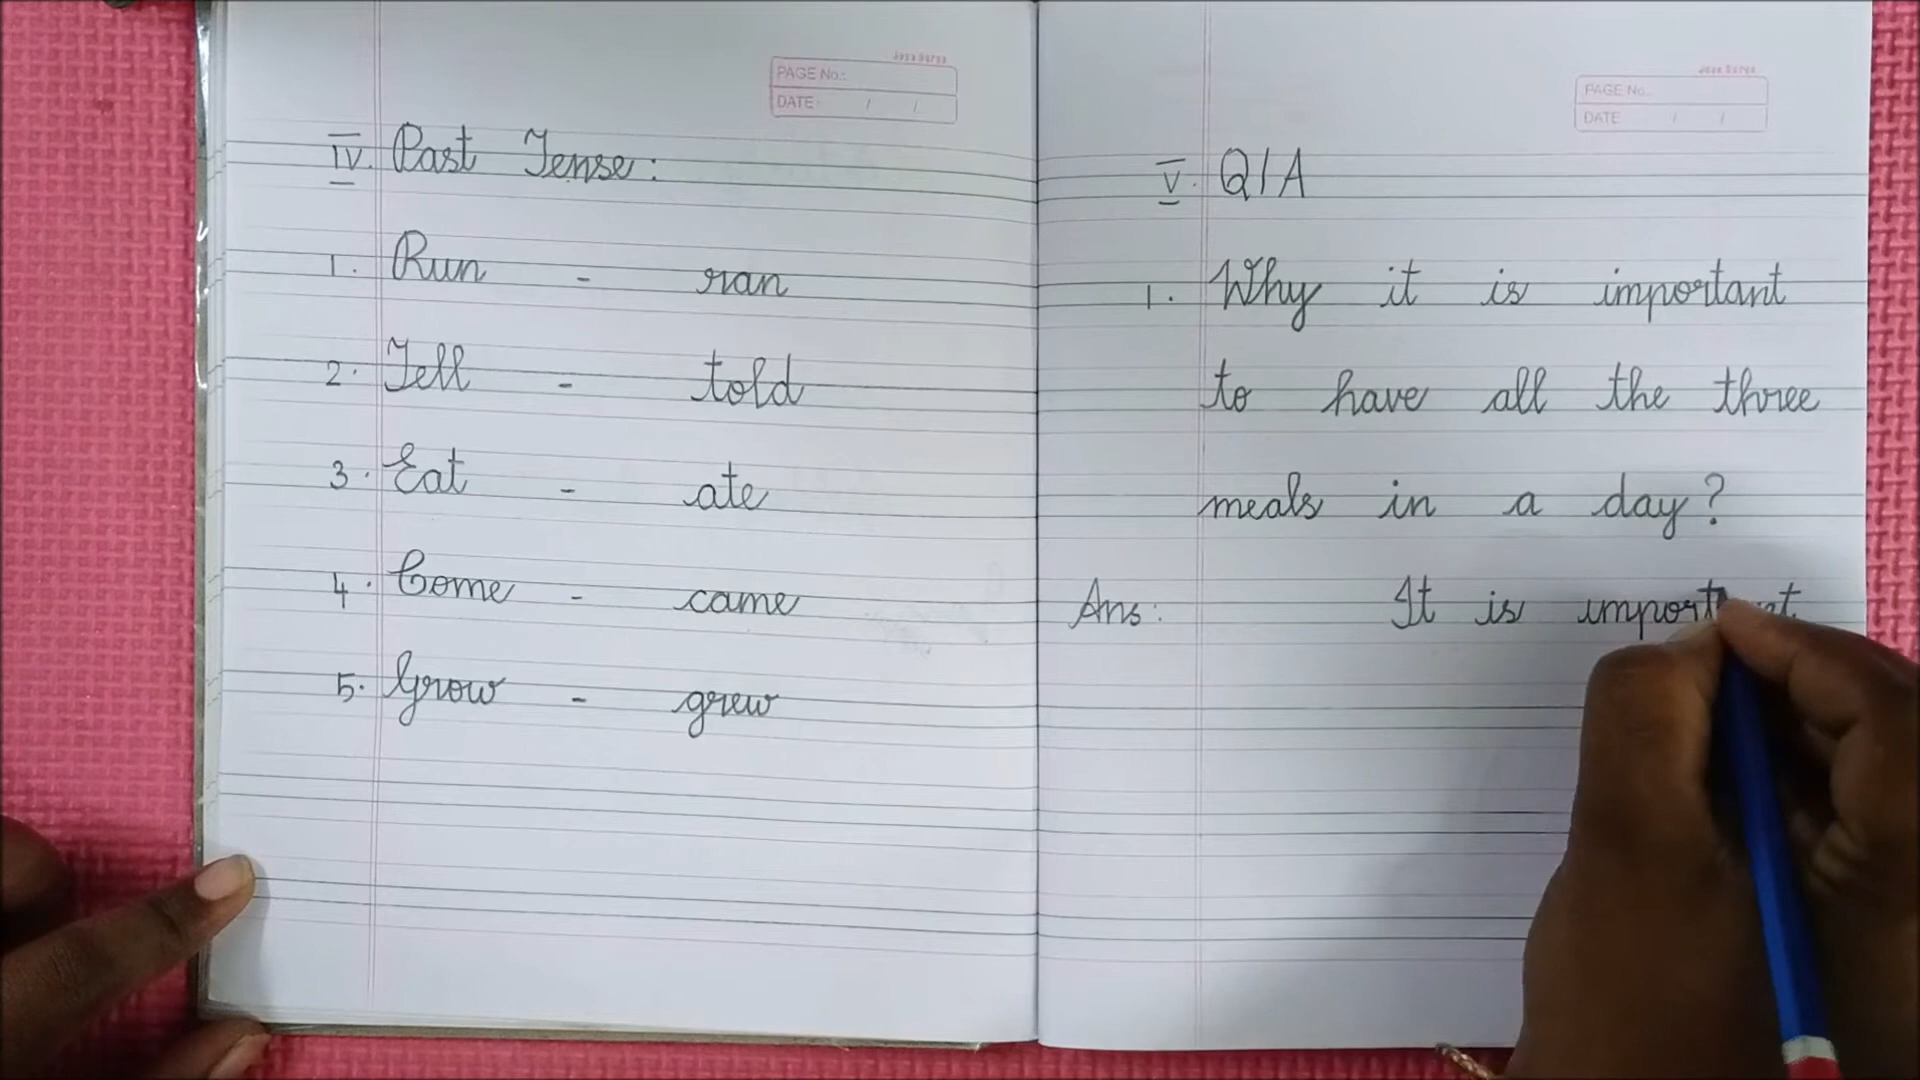 PAGE No.:
DATE: / /
IV. Past Tense:
1. Run - ran
2. Tell - told
3. Eat - ate
4. Come - came
5. Grow - grew
PAGE No.
DATE / /
V. Q/A
1. Why it is important
to have all the three
meals in a day?
Ans: It is important